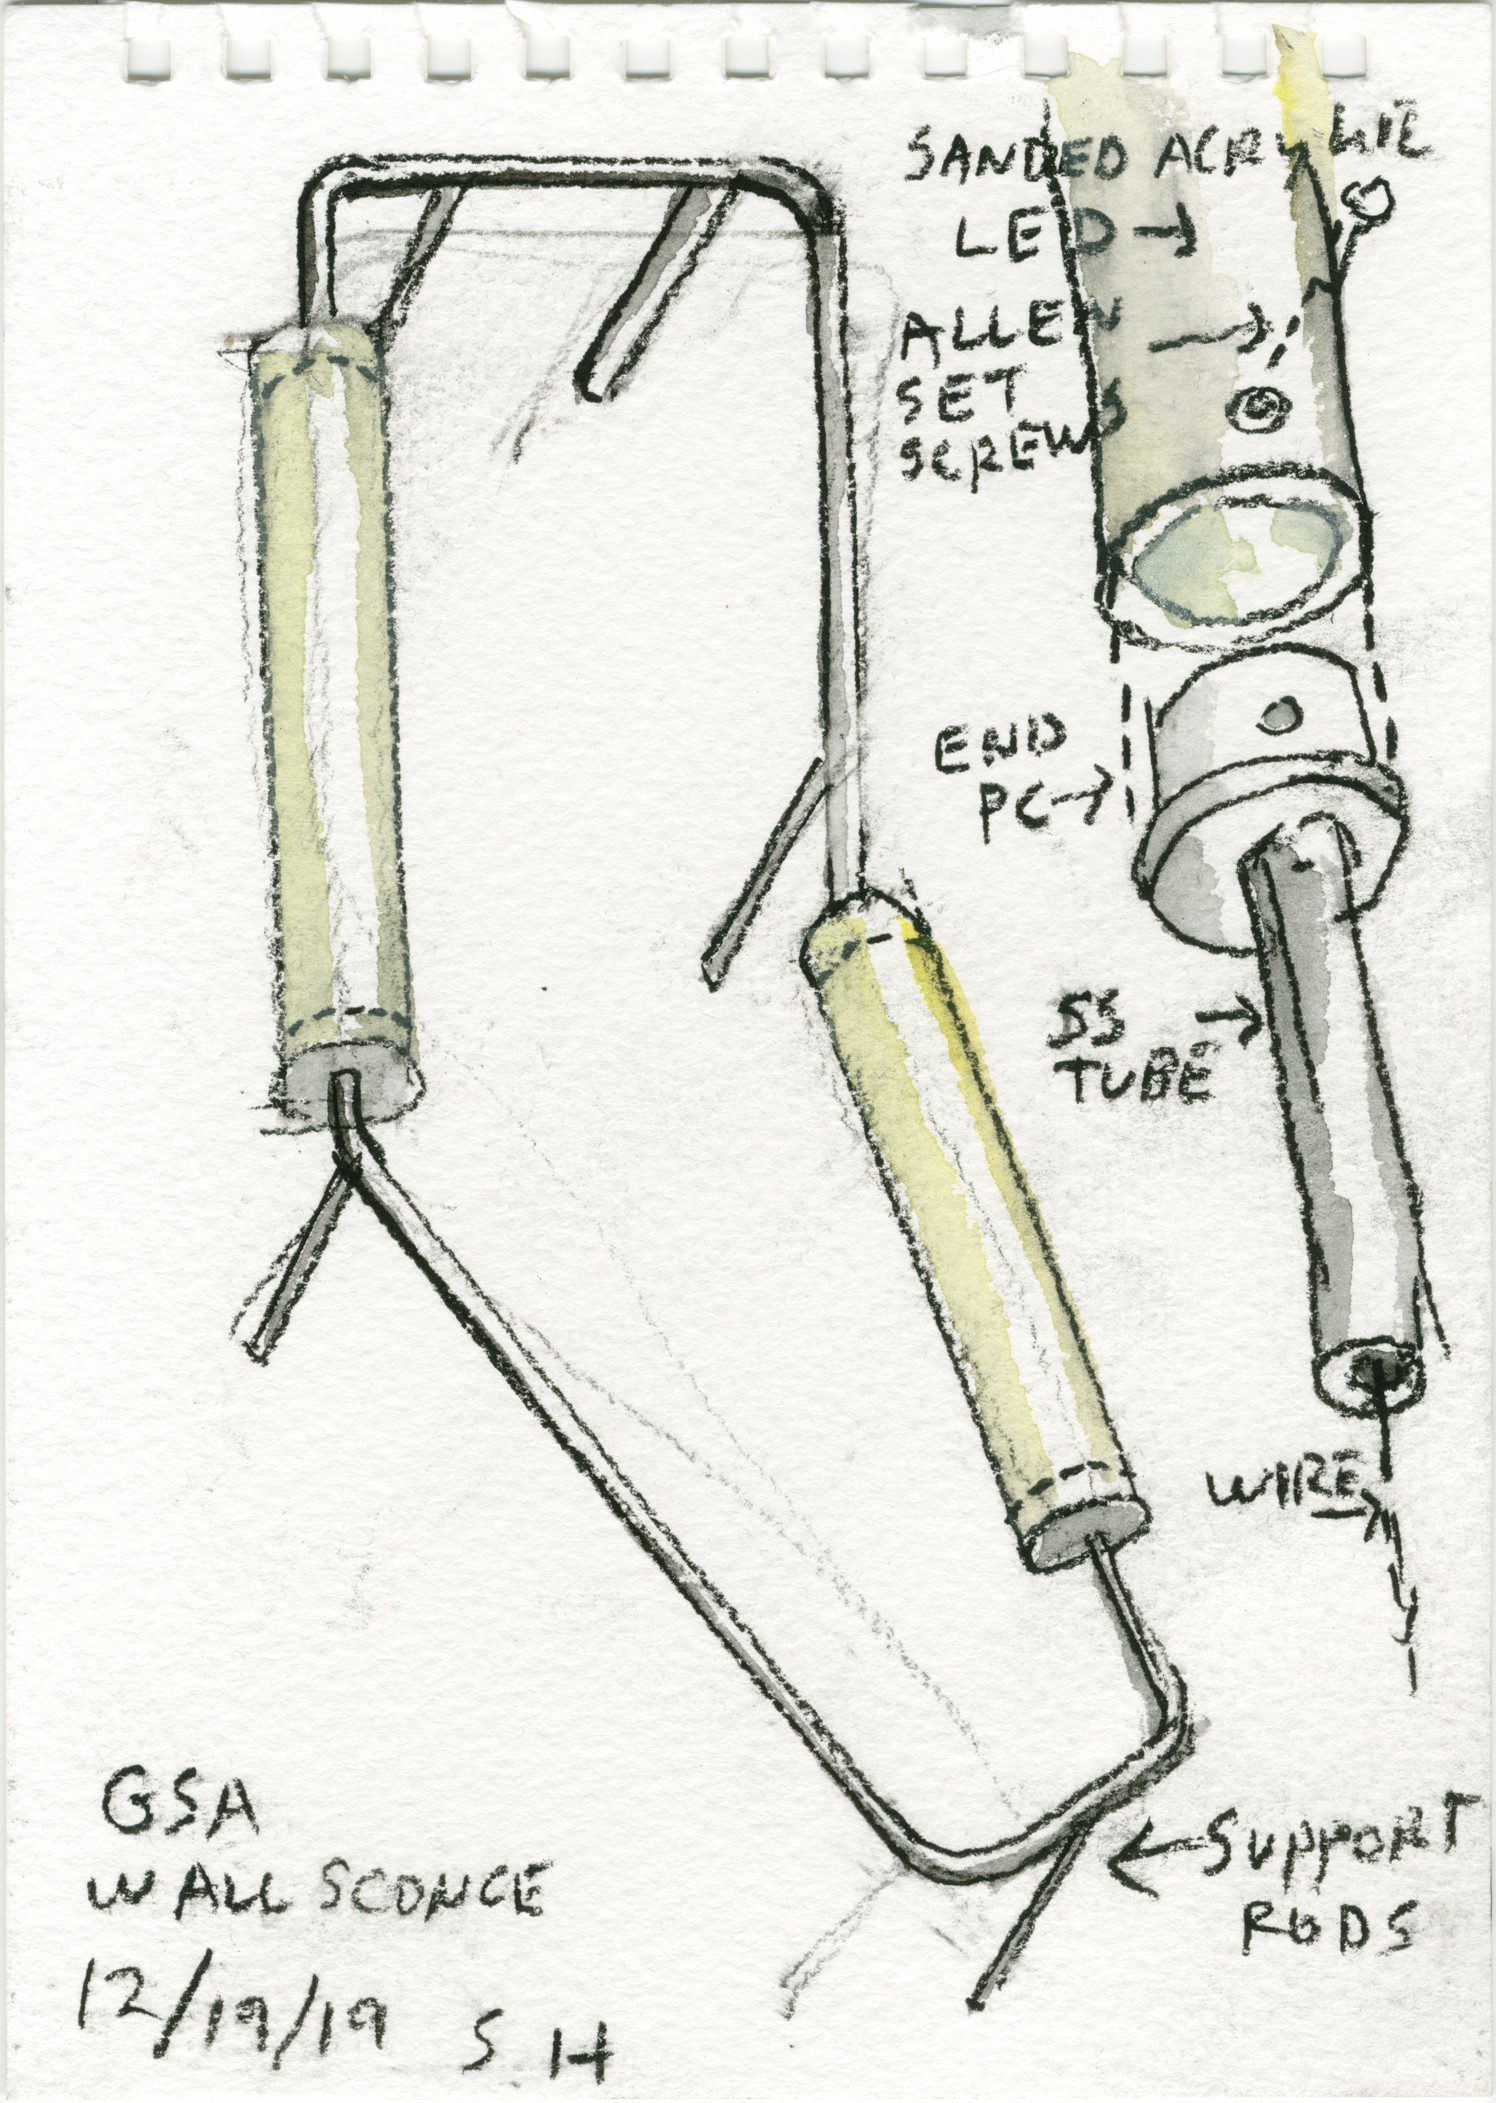 SANDED ACRYLIC
LED →
ALLEN
SET
SCREWS
END
PC →
SS
TUBE
WIRE
SUPPORT
RODS
GSA
WALL SCONCE
12/19/19 SH